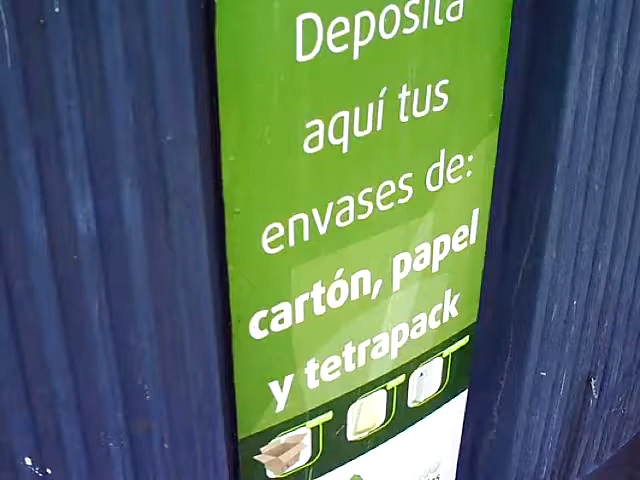 Deposita
aquí tus
envases de:
cartón, papel
y tetrapack